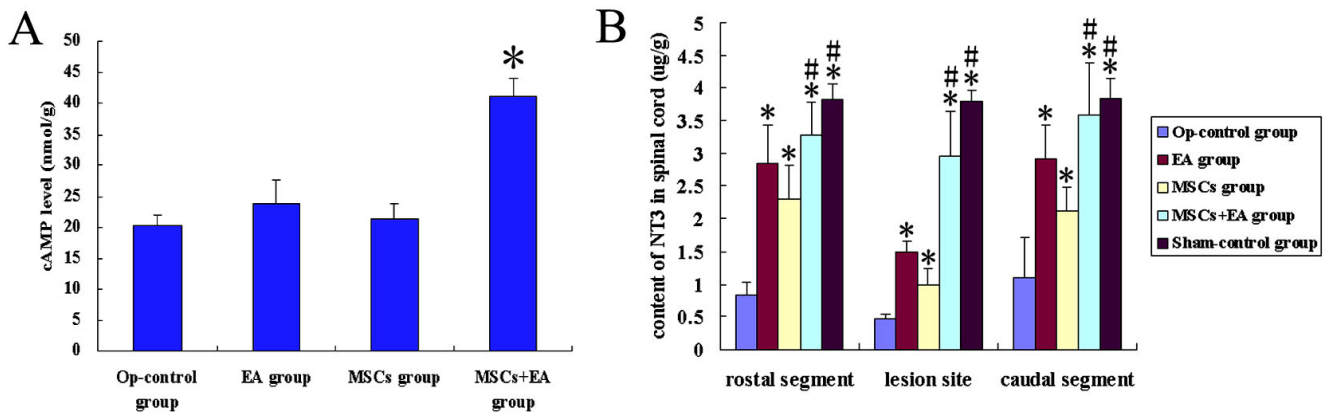 A
cAMP level (nmol/g)
50
45
40
35
30
25
20
15
10
5
0
*
Op-control
group
EA group
MSCs group
MSCs+EA
group
B
content of NT3 in spinal cord (ug/g)
5
4.5
4
3.5
3
2.5
2
1.5
1
0.5
0
* * #* #*
* * #* #*
* * #* #*
rostal segment
lesion site
caudal segment
Op-control group
EA group
MSCs group
MSCs+EA group
Sham-control group